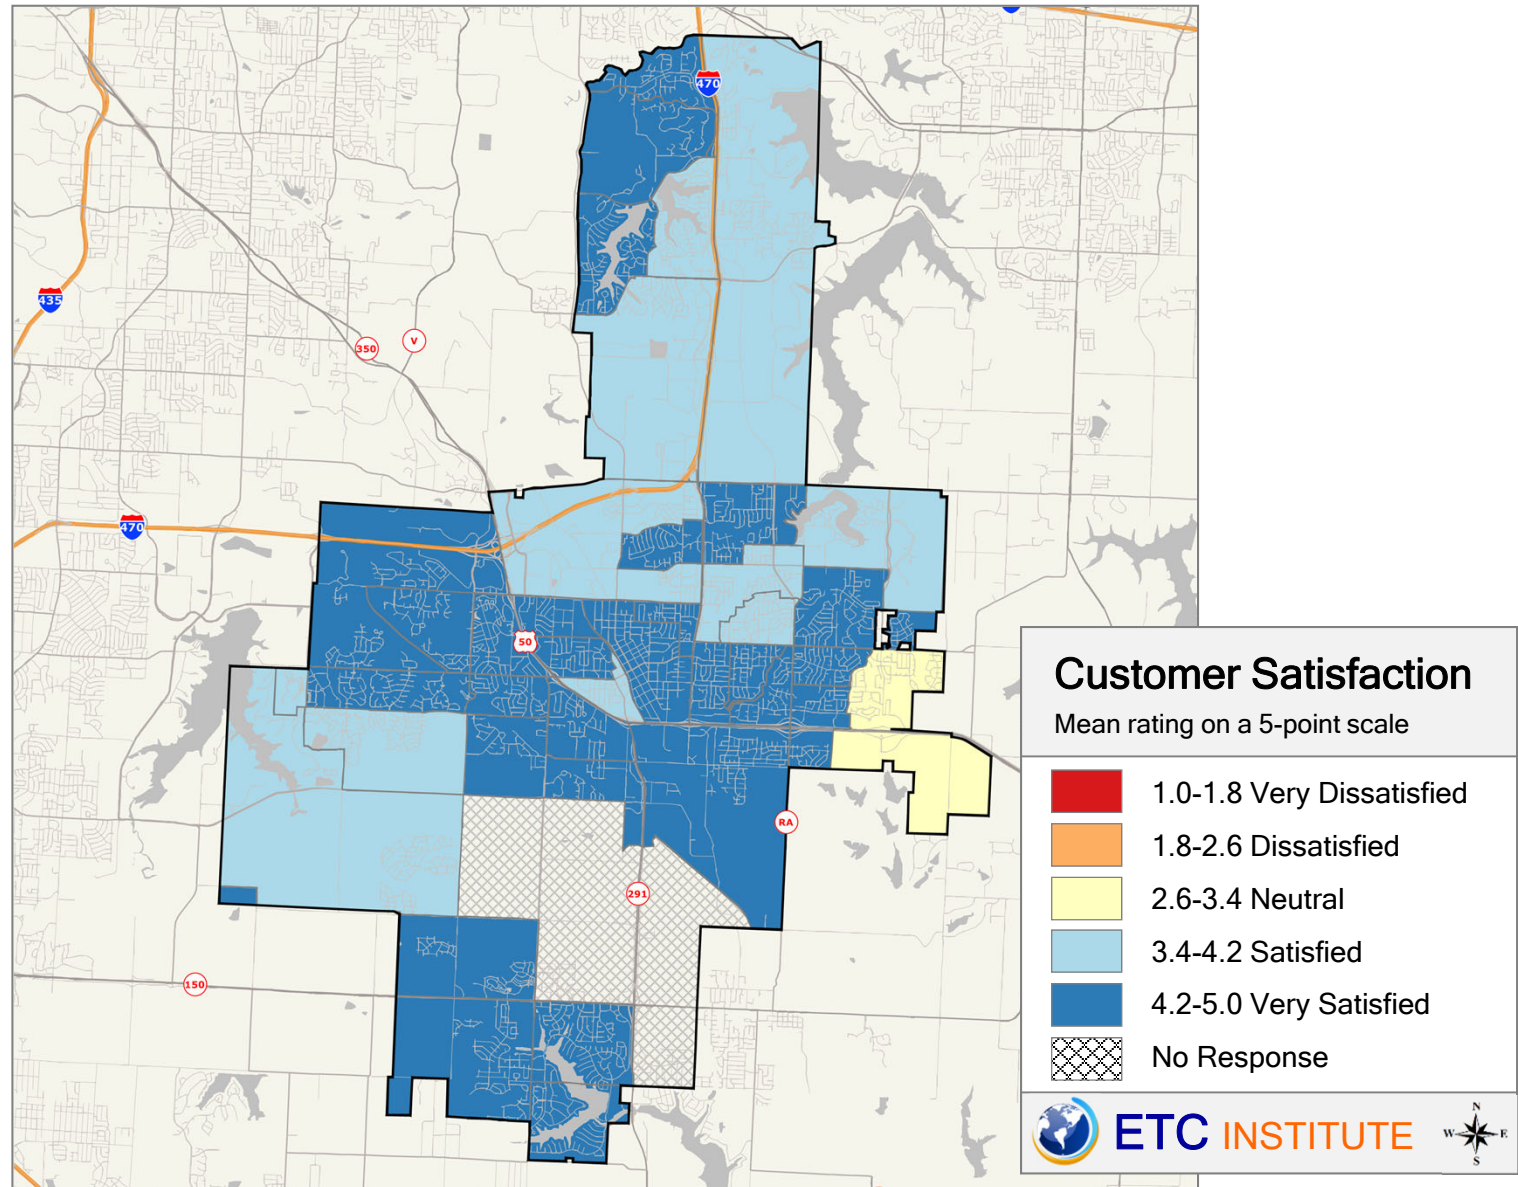 470
435
350
V
470
50
RA
291
150
Customer Satisfaction
Mean rating on a 5-point scale
1.0-1.8 Very Dissatisfied
1.8-2.6 Dissatisfied
2.6-3.4 Neutral
3.4-4.2 Satisfied
4.2-5.0 Very Satisfied
No Response
ETC INSTITUTE
N
W E
S